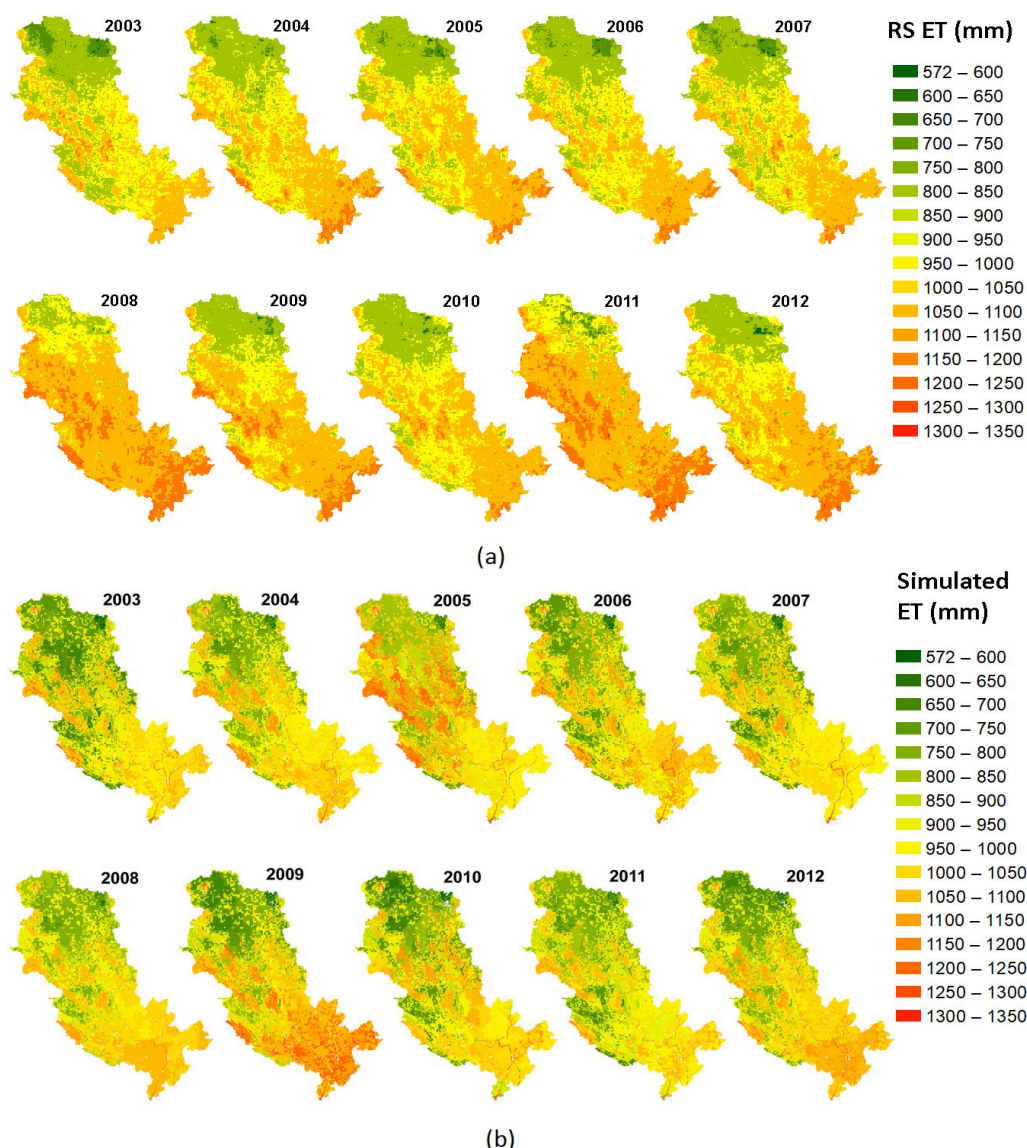 2003
2004
2005
2006
2007
RS ET (mm)
572 – 600
600 – 650
650 – 700
700 – 750
750 – 800
800 – 850
850 – 900
900 – 950
950 – 1000
1000 – 1050
1050 – 1100
1100 – 1150
1150 – 1200
1200 – 1250
1250 – 1300
1300 – 1350
2008
2009
2010
2011
2012
(a)
2003
2004
2005
2006
2007
Simulated
ET (mm)
572 – 600
600 – 650
650 – 700
700 – 750
750 – 800
800 – 850
850 – 900
900 – 950
950 – 1000
1000 – 1050
1050 – 1100
1100 – 1150
1150 – 1200
1200 – 1250
1250 – 1300
1300 – 1350
2008
2009
2010
2011
2012
(b)